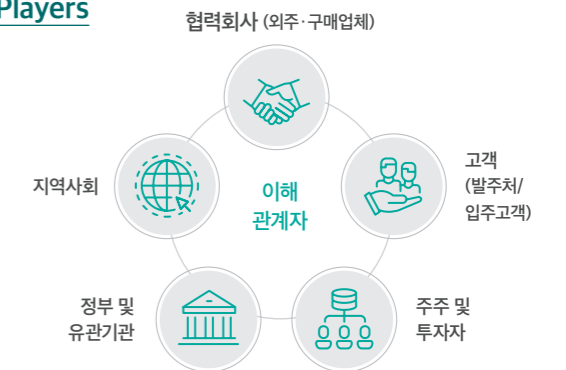 Players
협력회사 (외주·구매업체)
지역사회
이해
관계자
고객
(발주처/
입주고객)
정부 및
유관기관
주주 및
투자자